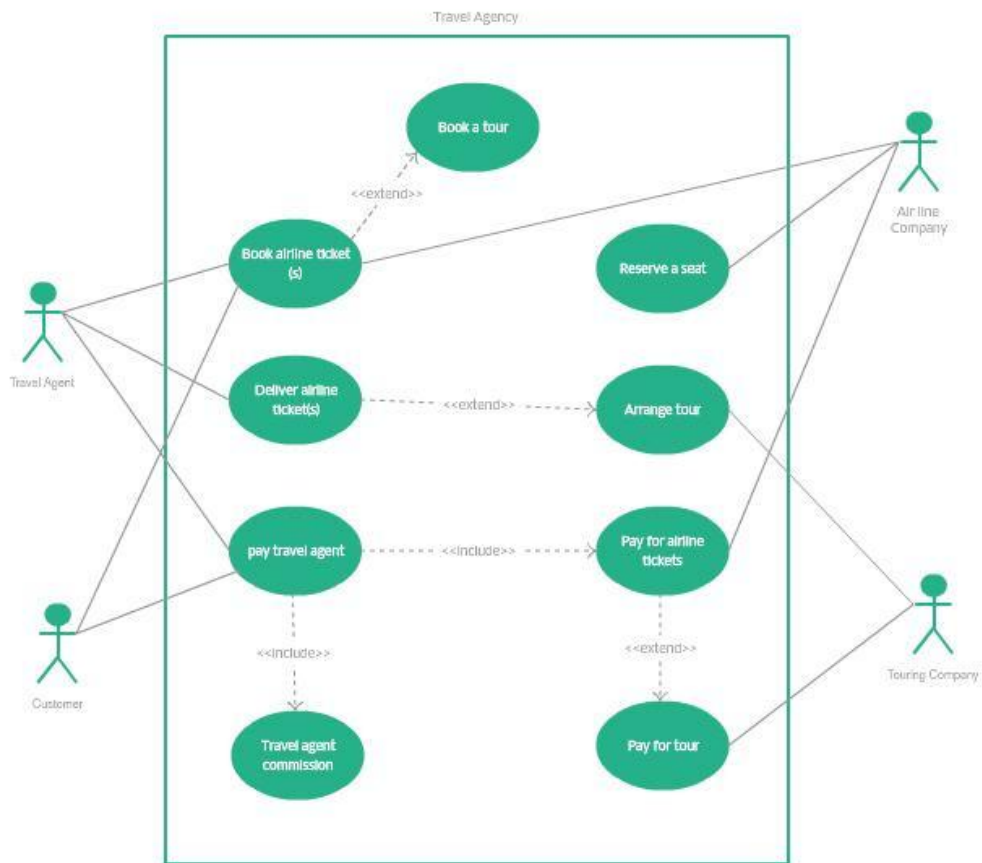 Travel Agency
Book a tour
<<extend>>
Air line
Company
Book airline ticket
(s)
Reserve a seat
Travel Agent
Deliver airline
ticket(s)
<<extend>>
Arrange tour
pay travel agent
<<include>>
Pay for airline
tickets
<<include>>
<<extend>>
Customer
Touring Company
Travel agent
commission
Pay for tour